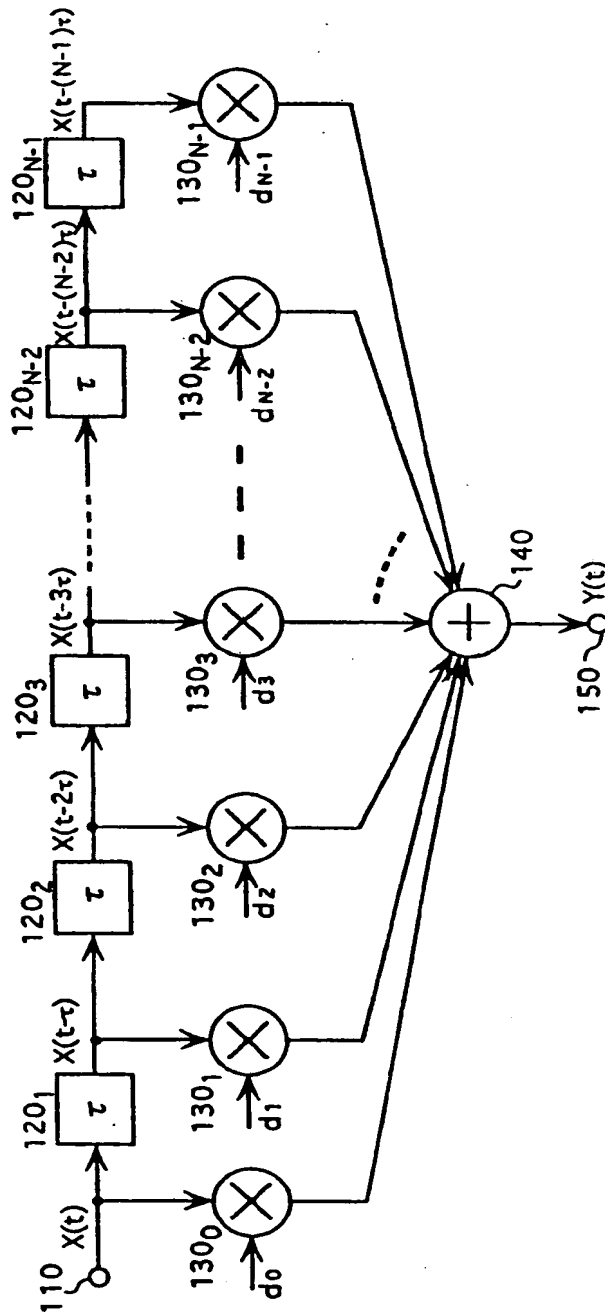 120₁ 120₂ 120₃ 120N-2 120N-1
X(t) X(t-τ) X(t-2τ) X(t-3τ) X(t-(N-2)τ) X(t-(N-1)τ)
110 τ τ τ τ τ
130₀ 130₁ 130₂ 130₃ 130N-2 130N-1
d₀ d₁ d₂ d₃ dN-2 dN-1
140
+
150 Y(t)